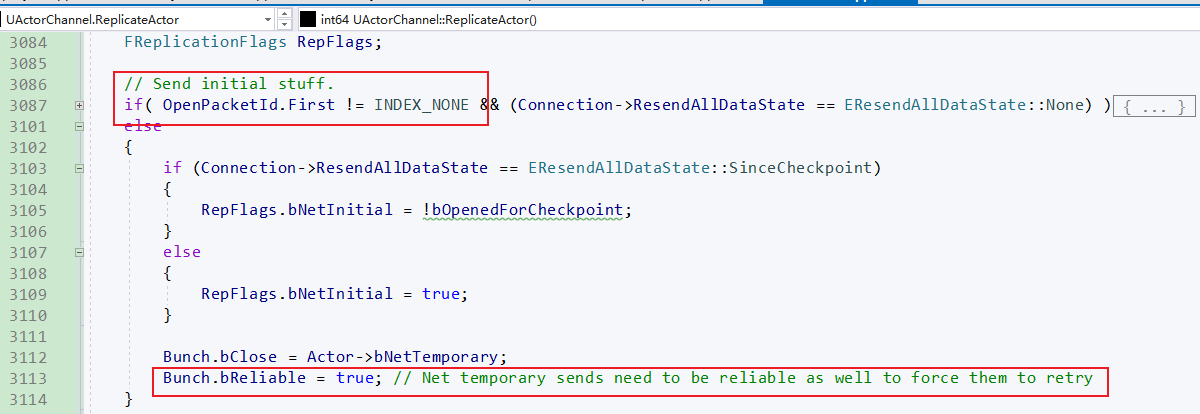 UActorChannel.ReplicateActor int64 UActorChannel::ReplicateActor()
3084 FReplicationFlags RepFlags;
3085
3086 // Send initial stuff.
3087 if( OpenPacketId.First != INDEX_NONE && (Connection->ResendAllDataState == EResendAllDataState::None) ){ ... }
3101 else
3102 {
3103 if (Connection->ResendAllDataState == EResendAllDataState::SinceCheckpoint)
3104 {
3105 RepFlags.bNetInitial = !bOpenedForCheckpoint;
3106 }
3107 else
3108 {
3109 RepFlags.bNetInitial = true;
3110 }
3111
3112 Bunch.bClose = Actor->bNetTemporary;
3113 Bunch.bReliable = true; // Net temporary sends need to be reliable as well to force them to retry
3114 }